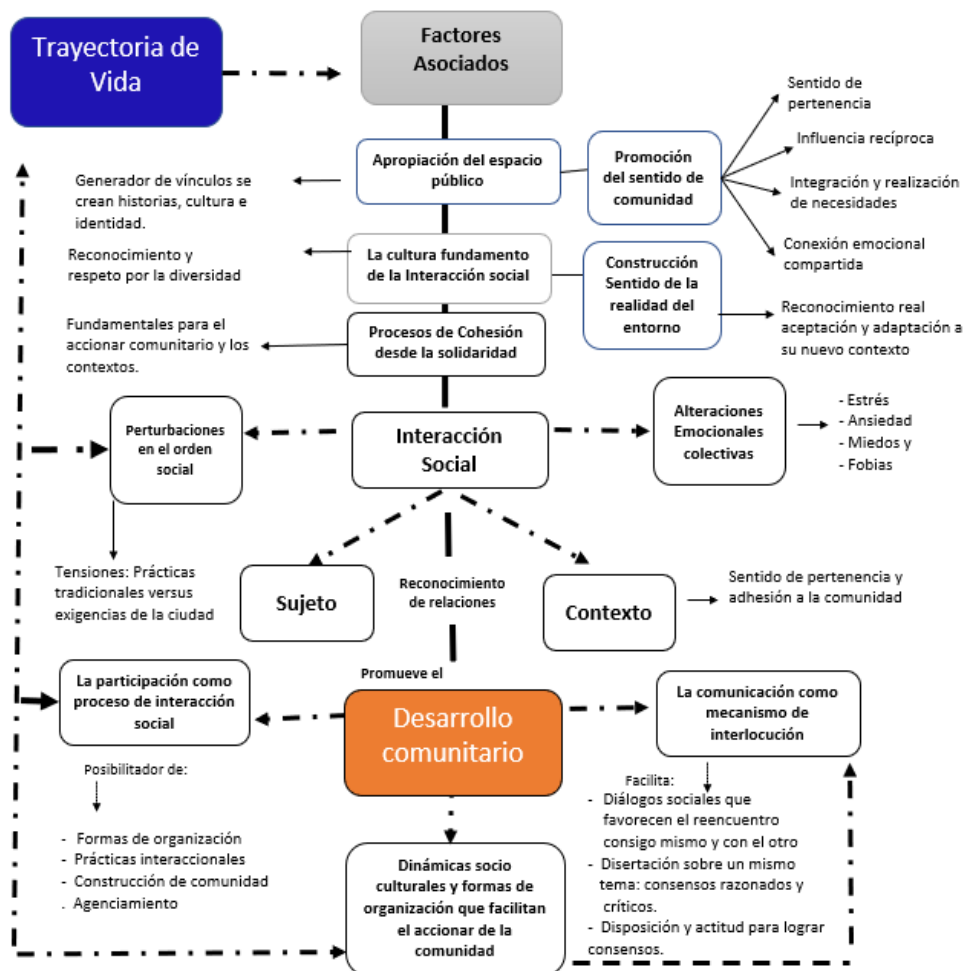 Trayectoria de
Vida
Factores
Asociados
Apropiación del espacio
público
Generador de vínculos se
crean historias, cultura e
identidad.
Promoción
del sentido de
comunidad
Sentido de
pertenencia
Influencia recíproca
Integración y realización
de necesidades
Conexión emocional
compartida
La cultura fundamento
de la Interacción social
Reconocimiento y
respeto por la diversidad
Construcción
Sentido de la
realidad del
entorno
Reconocimiento real
aceptación y adaptación a
su nuevo contexto
Procesos de Cohesión
desde la solidaridad
Fundamentales para el
accionar comunitario y los
contextos.
Interacción
Social
Perturbaciones
en el orden
social
Tensiones: Prácticas
tradicionales versus
exigencias de la ciudad
Alteraciones
Emocionales
colectivas
- Estrés
- Ansiedad
- Miedos y
- Fobias
Sujeto
Reconocimiento
de relaciones
Contexto
Sentido de pertenencia y
adhesión a la comunidad
Promueve el
Desarrollo
comunitario
La participación como
proceso de interacción
social
Posibilitador de:
- Formas de organización
- Prácticas interaccionales
- Construcción de comunidad
. Agenciamiento
La comunicación como
mecanismo de
interlocución
Facilita:
- Diálogos sociales que
favorecen el reencuentro
consigo mismo y con el otro
- Disertación sobre un mismo
tema: consensos razonados y
críticos.
- Disposición y actitud para lograr
consensos.
Dinámicas socio
culturales y formas de
organización que facilitan
el accionar de la
comunidad